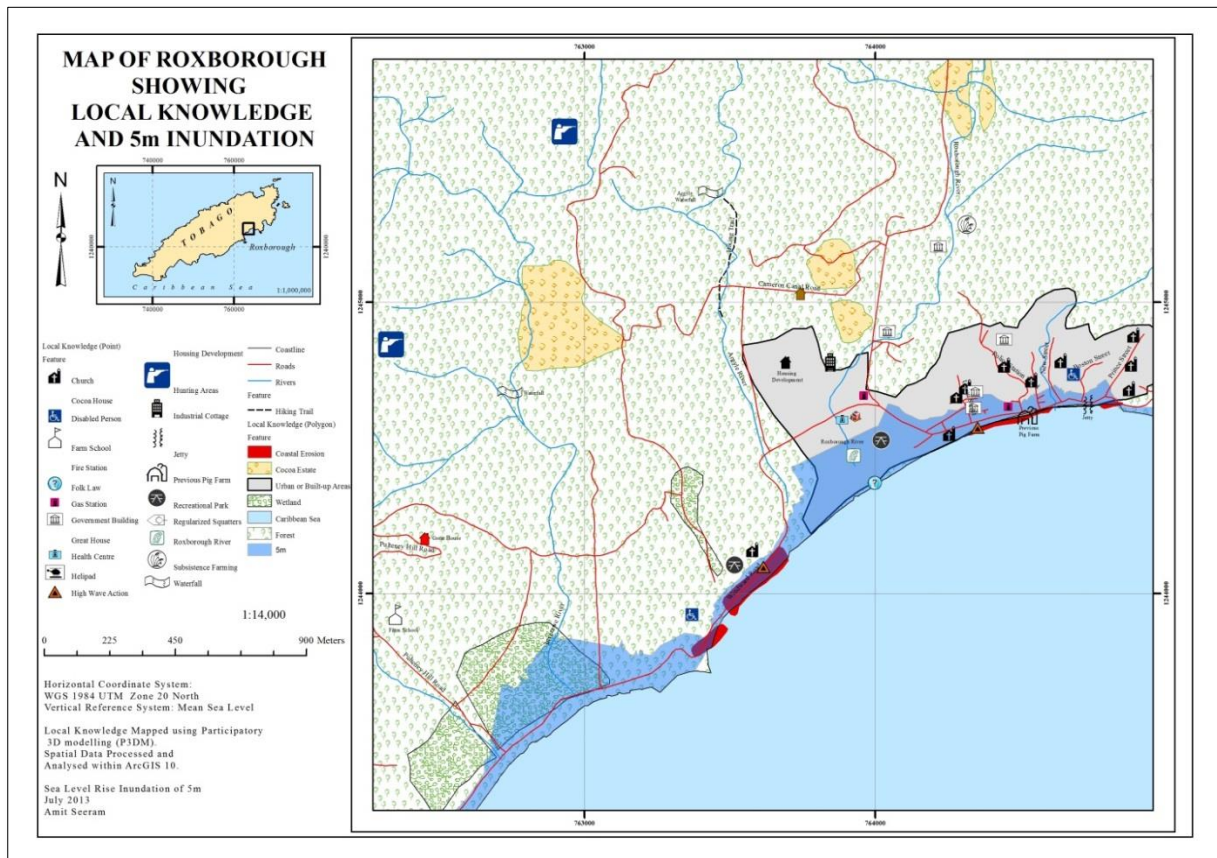 MAP OF ROXBOROUGH
SHOWING
LOCAL KNOWLEDGE
AND 5m INUNDATION
N
740000
760000
N
TOBAGO
Roxborough
Caribbean Sea
1:1,000,000
1240000
1240000
Local Knowledge (Point)
Feature
Church
Cocoa House
Disabled Person
Farm School
Fire Station
Folk Law
Gas Station
Government Building
Great House
Health Centre
Helipad
High Wave Action
Housing Development
Hunting Areas
Industrial Cottage
Jetty
Previous Pig Farm
Recreational Park
Regularized Squatters
Roxborough River
Subsistence Farming
Waterfall
Coastline
Roads
Rivers
Feature
Hiking Trail
Local Knowledge (Polygon)
Feature
Coastal Erosion
Cocoa Estate
Urban or Built-up Areas
Wetland
Caribbean Sea
Forest
5m
1:14,000
0 225 450 900 Meters
Horizontal Coordinate System:
WGS 1984 UTM Zone 20 North
Vertical Reference System: Mean Sea Level
Local Knowledge Mapped using Participatory
3D modelling (P3DM).
Spatial Data Processed and
Analysed within ArcGIS 10.
Sea Level Rise Inundation of 5m
July 2013
Amit Seeram
763000
764000
1245000
1245000
1244000
1244000
763000
764000
Roxborough River
Argyle
Waterfall
Hiking Trail
Argyle River
Housing
Development
Waterfall
Roxborough River
Previous
Pig Farm
Jetty
Great House
Farm School